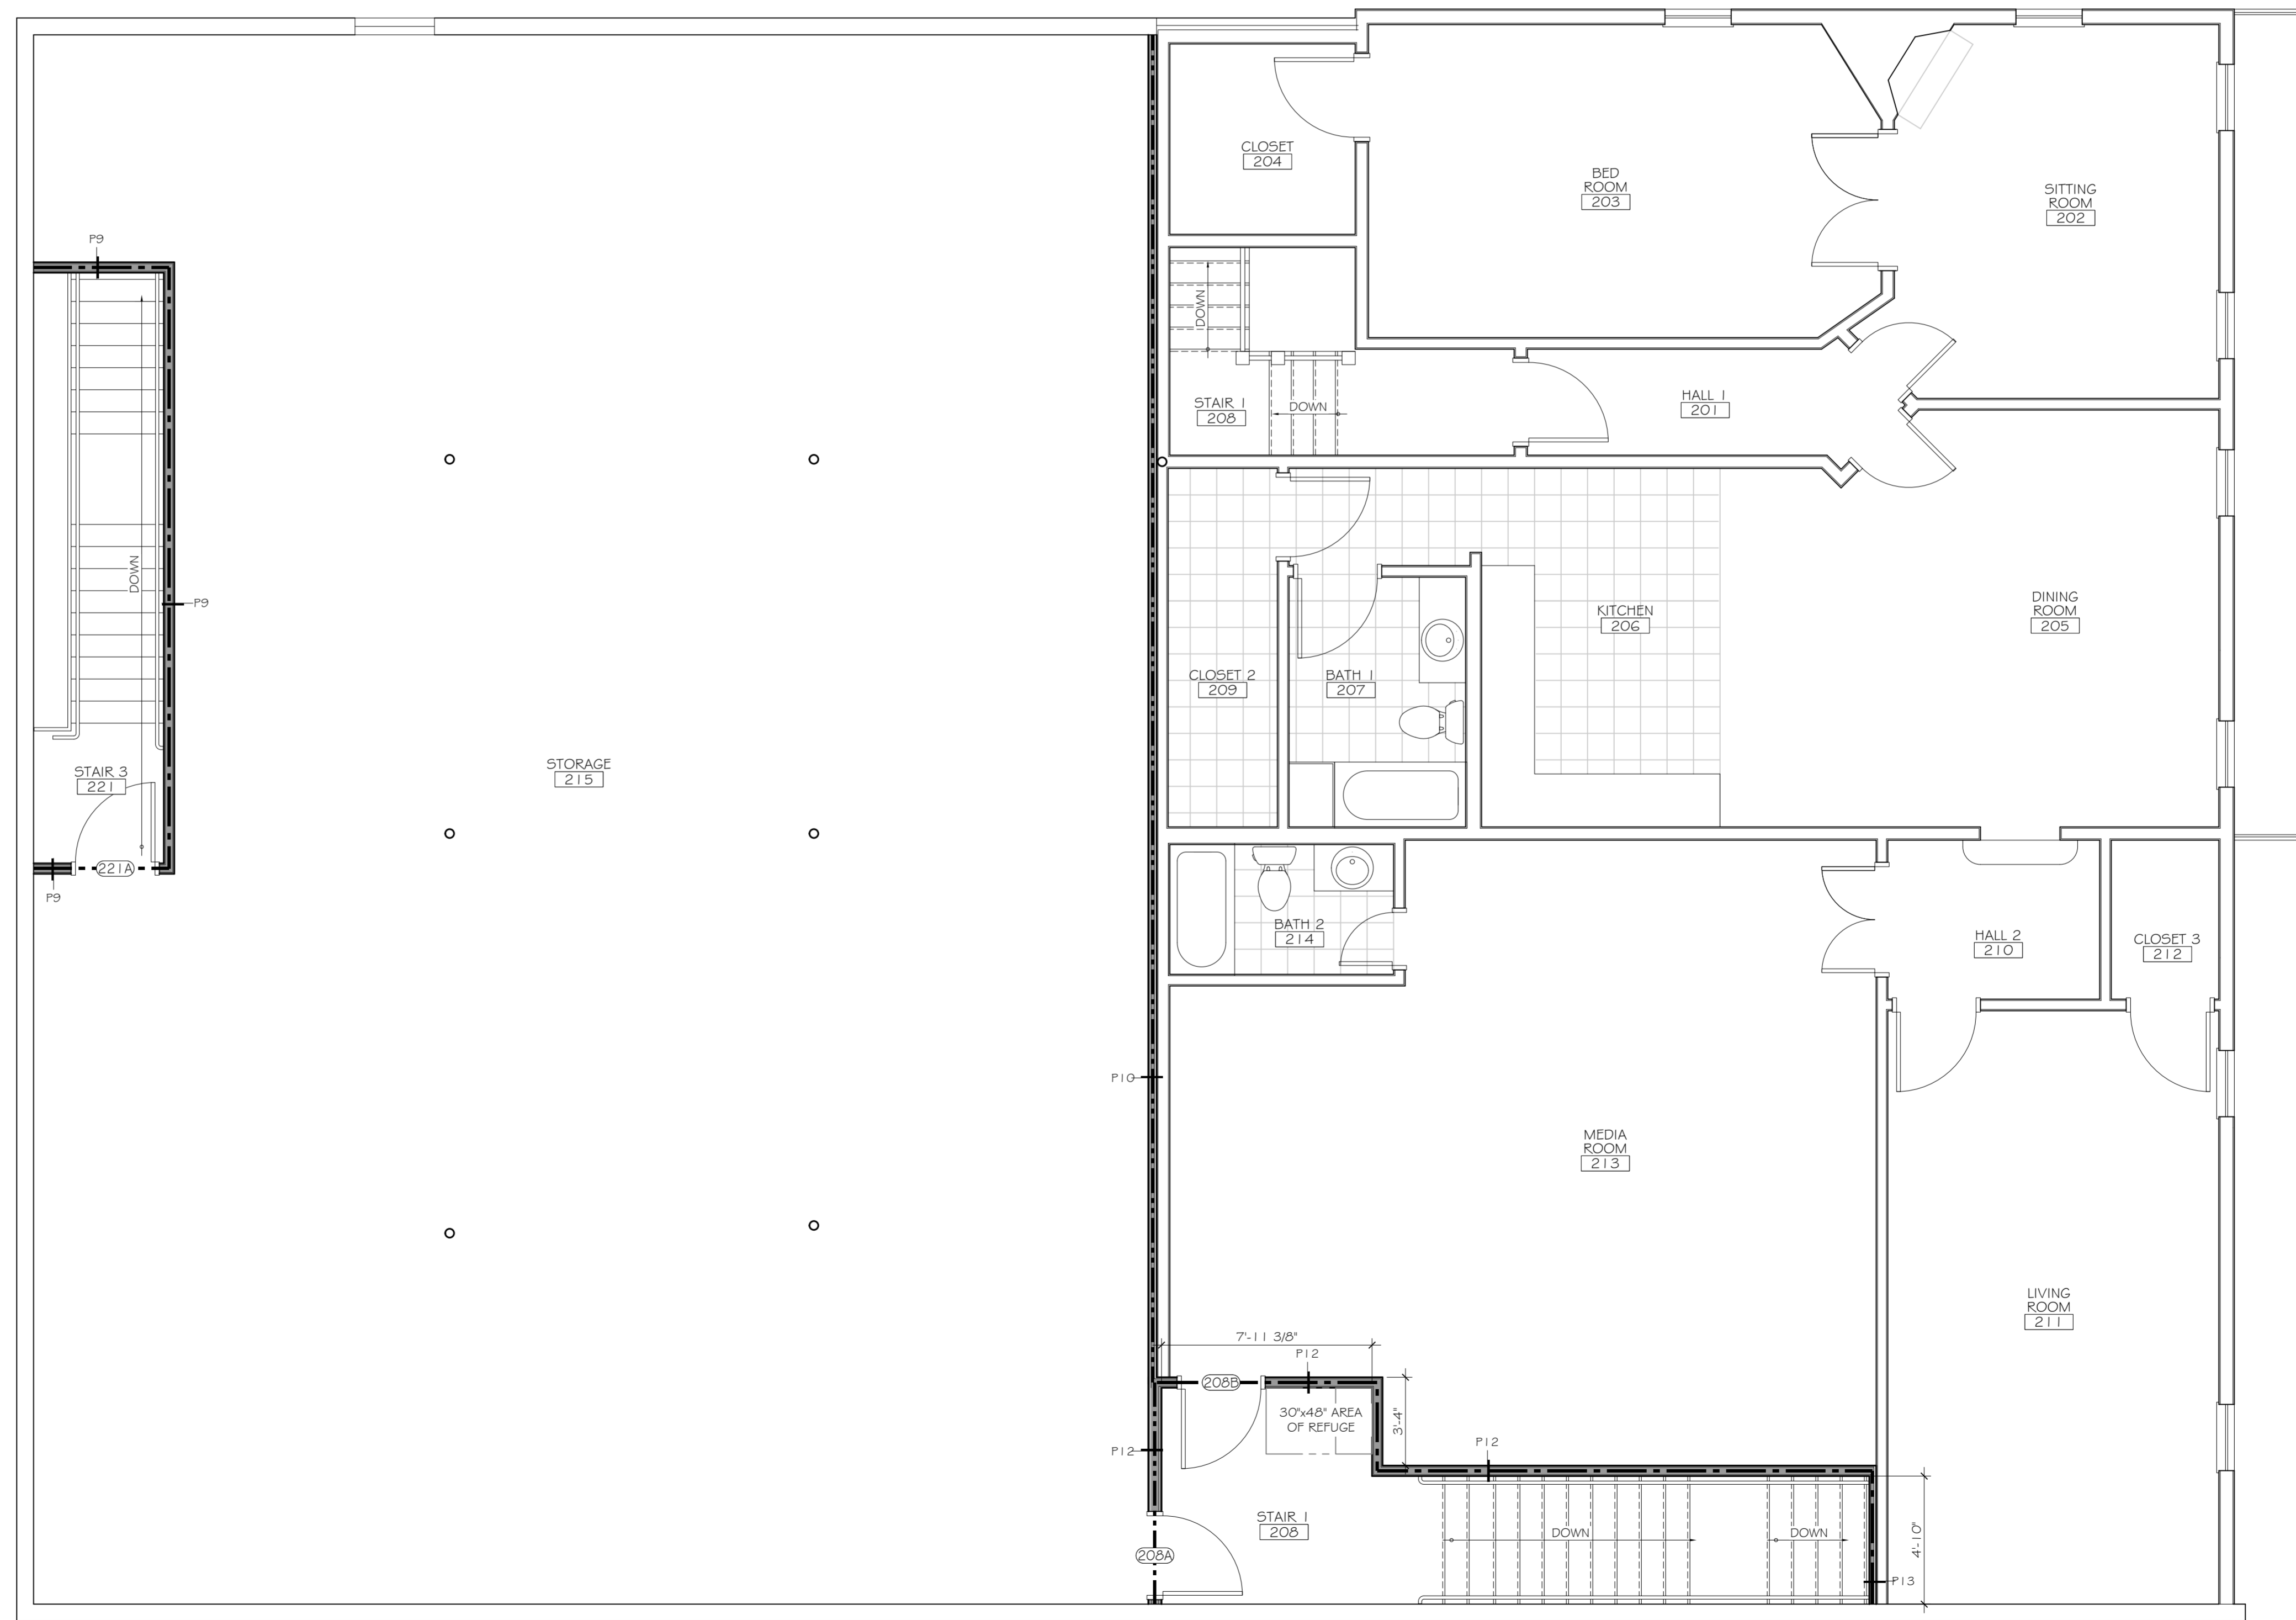 CLOSET
204
BED
ROOM
203
SITTING
ROOM
202
P9
DOWN
STAIR 1
208
DOWN
HALL 1
201
DOWN
P9
STAIR 3
221
221A
P9
STORAGE
215
CLOSET 2
209
BATH 1
207
KITCHEN
206
DINING
ROOM
205
BATH 2
214
HALL 2
210
CLOSET 3
212
P10
MEDIA
ROOM
213
LIVING
ROOM
211
7'-11 3/8"
P12
208B
30"x48" AREA
OF REFUGE
3'-4"
P12
P12
STAIR 1
208
208A
DOWN
DOWN
4'-10"
P13